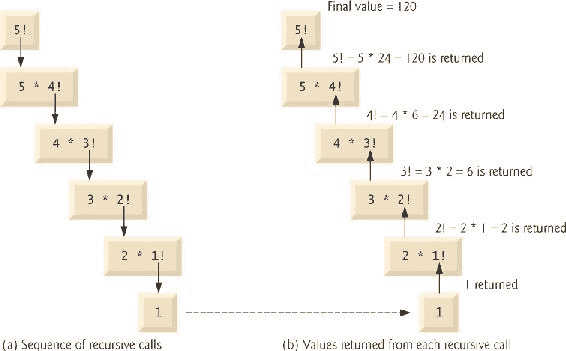 5!
5 * 4!
4 * 3!
3 * 2!
2 * 1!
1
(a) Sequence of recursive calls
Final value = 120
5!
5! = 5 * 24 = 120 is returned
5 * 4!
4! = 4 * 6 = 24 is returned
4 * 3!
3! = 3 * 2 = 6 is returned
3 * 2!
2! = 2 * 1 = 2 is returned
2 * 1!
1 returned
1
(b) Values returned from each recursive call